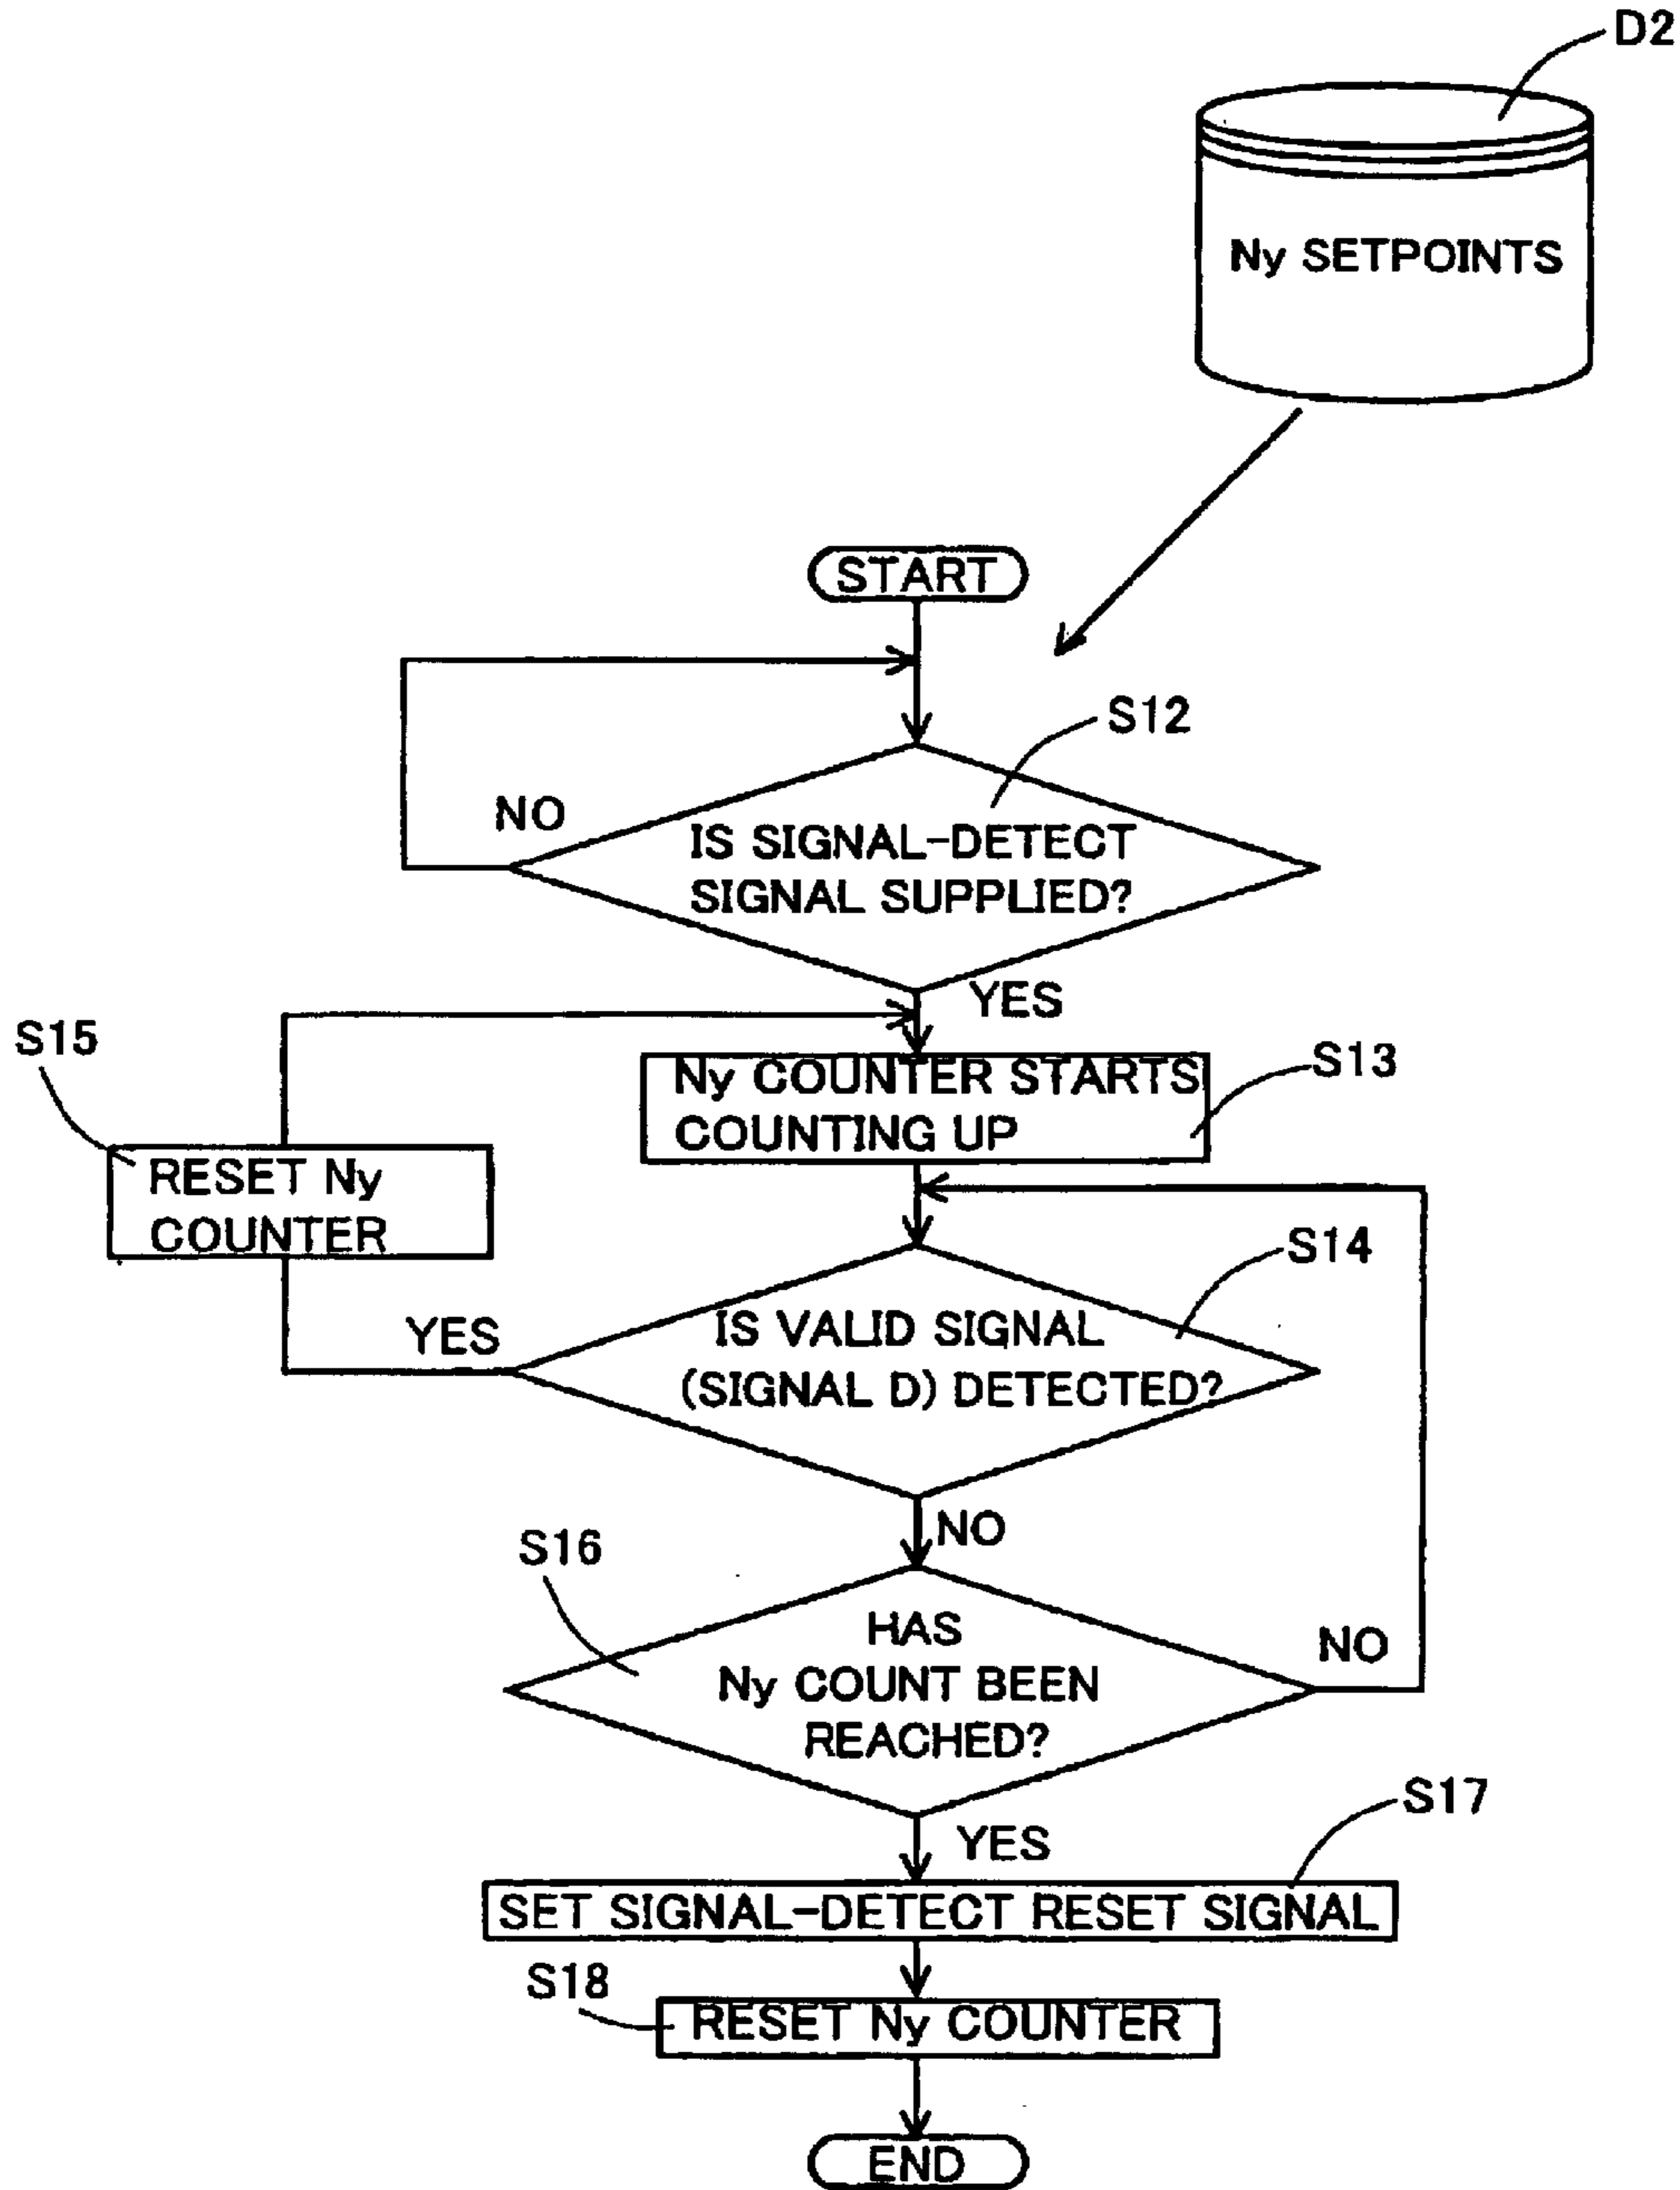 D2
Ny SETPOINTS
START
S12
NO
IS SIGNAL-DETECT
SIGNAL SUPPLIED?
YES
S15
S13
Ny COUNTER STARTS
COUNTING UP
RESET Ny
COUNTER
S14
YES
IS VALID SIGNAL
(SIGNAL D) DETECTED?
NO
S16
HAS
Ny COUNT BEEN
REACHED?
NO
S17
YES
SET SIGNAL-DETECT RESET SIGNAL
S18
RESET Ny COUNTER
END